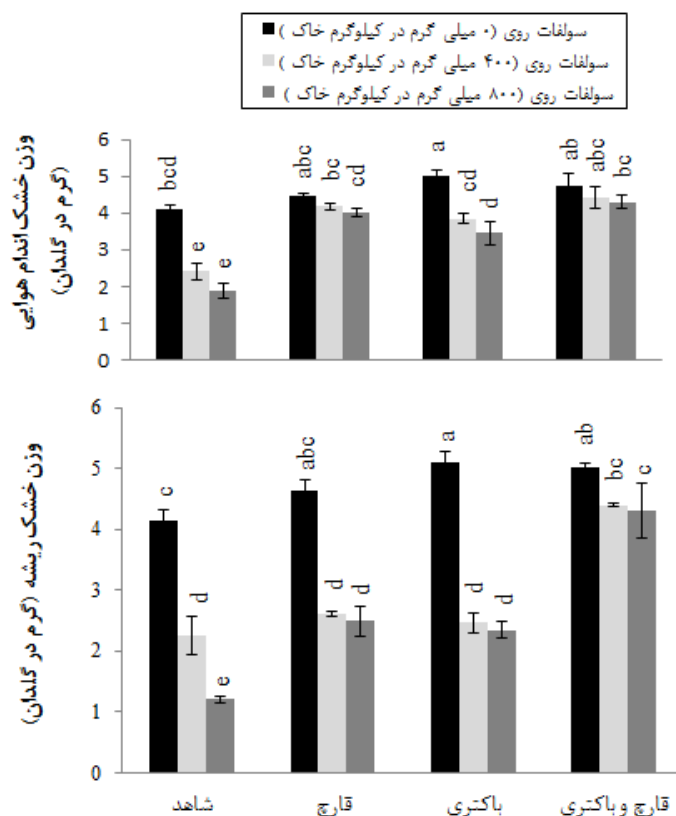 سولفات روی (۰ میلی گرم در کیلوگرم خاک )
سولفات روی (۴۰۰ میلی گرم در کیلوگرم خاک )
سولفات روی (۸۰۰ میلی گرم در کیلوگرم خاک )
وزن خشک اندام هوایی
(گرم در گلدان)
6
5
4
3
2
1
0
bcd
e
e
abc
bc
cd
a
cd
d
ab
abc
bc
وزن خشک ریشه (گرم در گلدان)
6
5
4
3
2
1
0
c
d
e
abc
d
d
a
d
d
ab
bc
c
شاهد
قارچ
باکتری
قارچ و باکتری